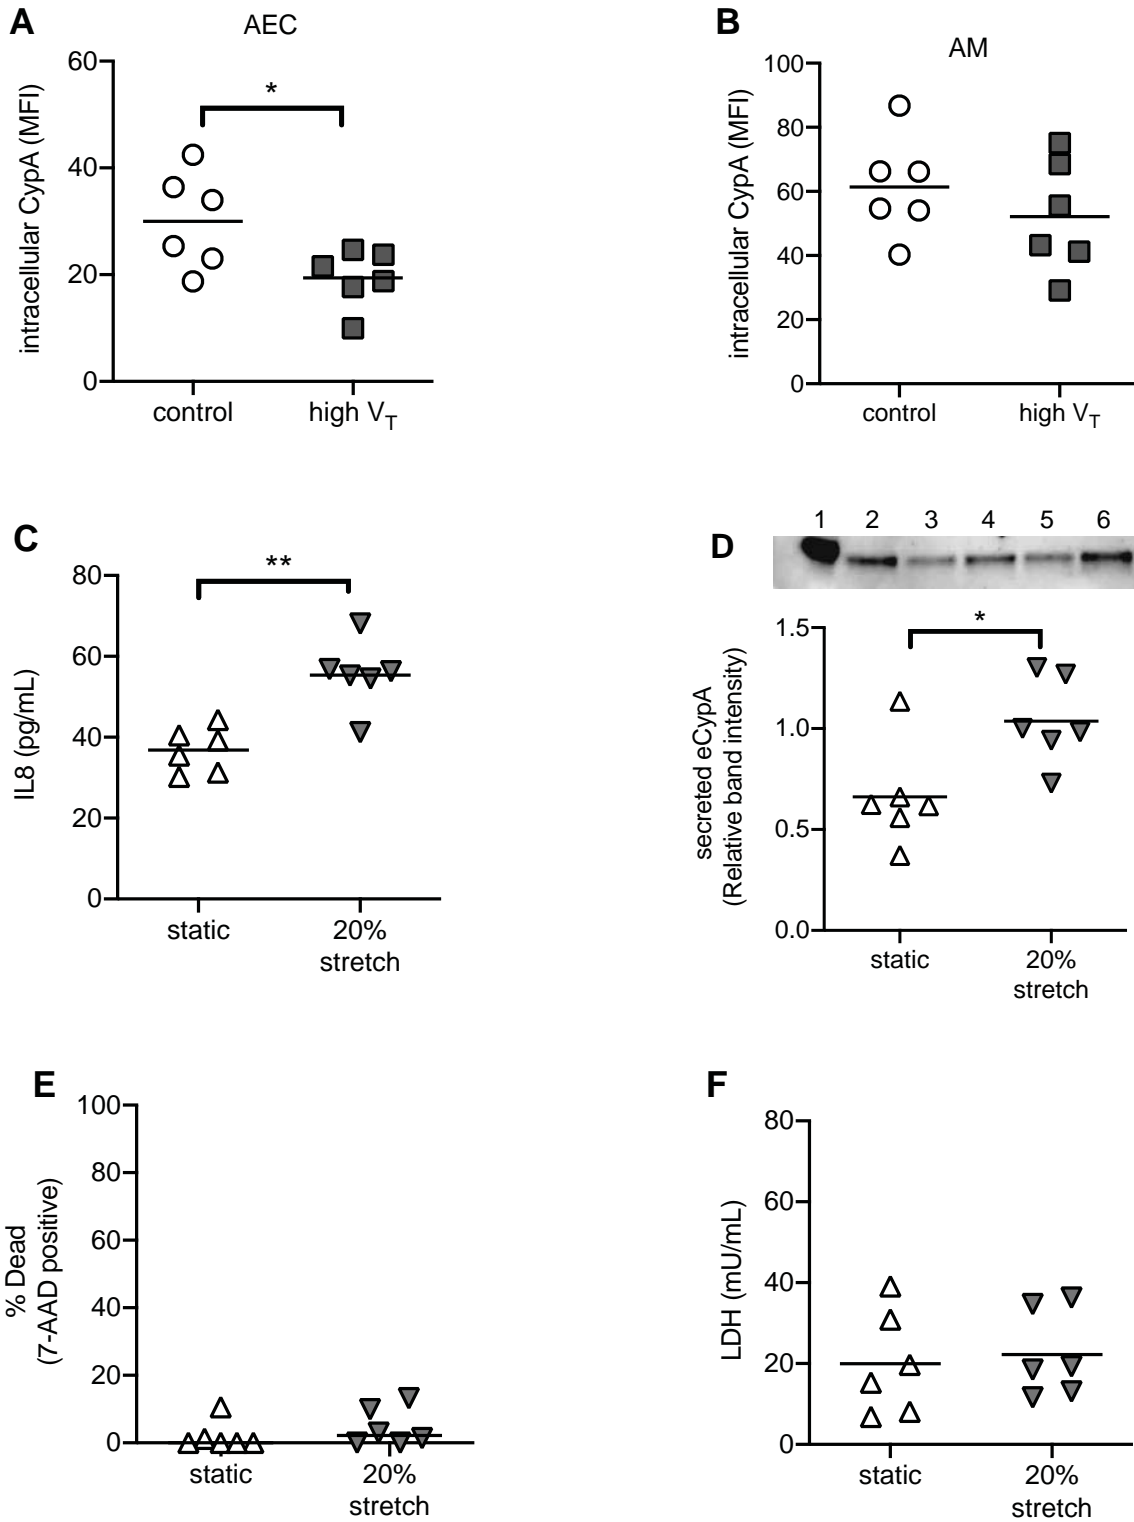 A
AEC
60
40
20
0
intracellular CypA (MFI)
*
control
high VT
B
AM
100
80
60
40
20
0
intracellular CypA (MFI)
control
high VT
C
80
60
40
20
0
IL8 (pg/mL)
**
static
20%
stretch
D
1 2 3 4 5 6
1.5
1.0
0.5
0.0
secreted eCypA
(Relative band intensity)
*
static
20%
stretch
E
100
80
60
40
20
0
% Dead
(7-AAD positive)
static
20%
stretch
F
80
60
40
20
0
LDH (mU/mL)
static
20%
stretch